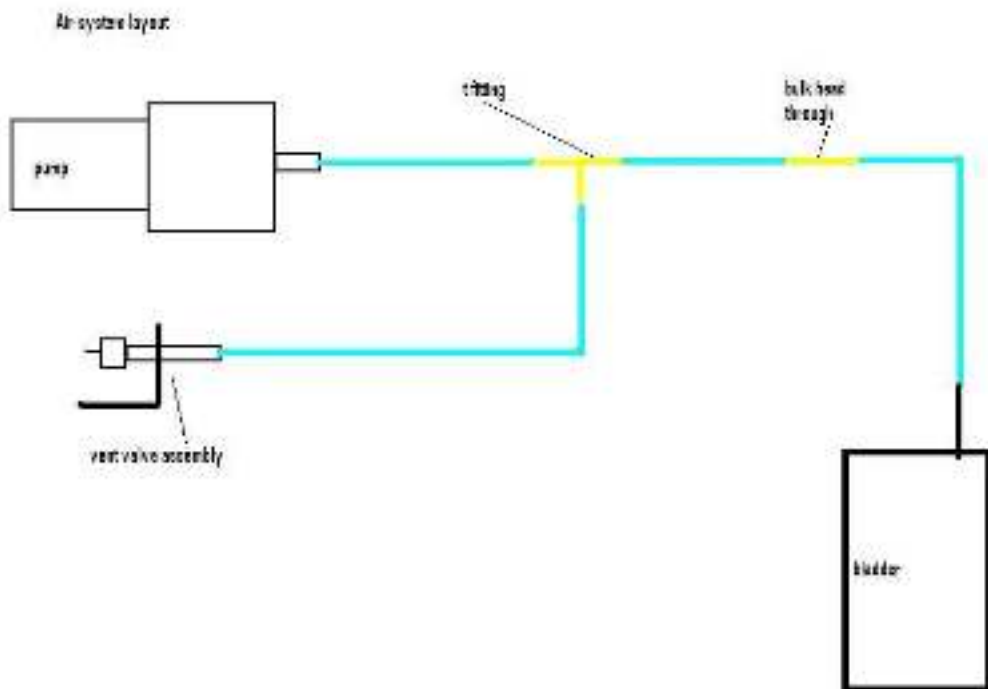 Air system layout
t fitting
bulk head
through
pump
vent valve assembly
bladder